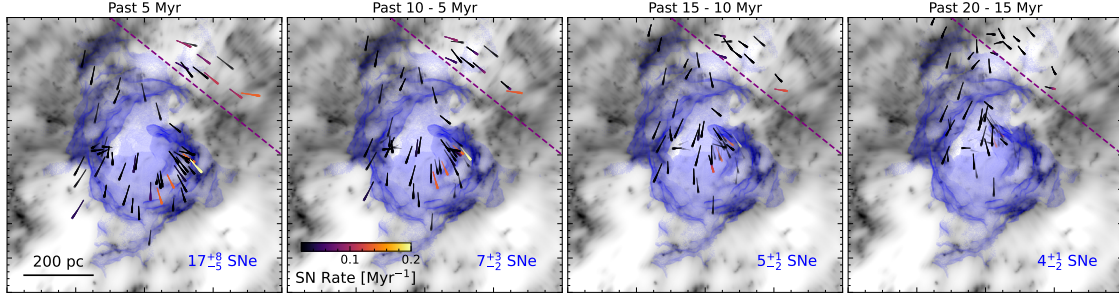 Past 5 Myr
Past 10 - 5 Myr
Past 15 - 10 Myr
Past 20 - 15 Myr
200 pc
17^{+8}_{-5} SNe
0.1
0.2
SN Rate [Myr^{-1}]
7^{+3}_{-2} SNe
5^{+1}_{-2} SNe
4^{+1}_{-2} SNe